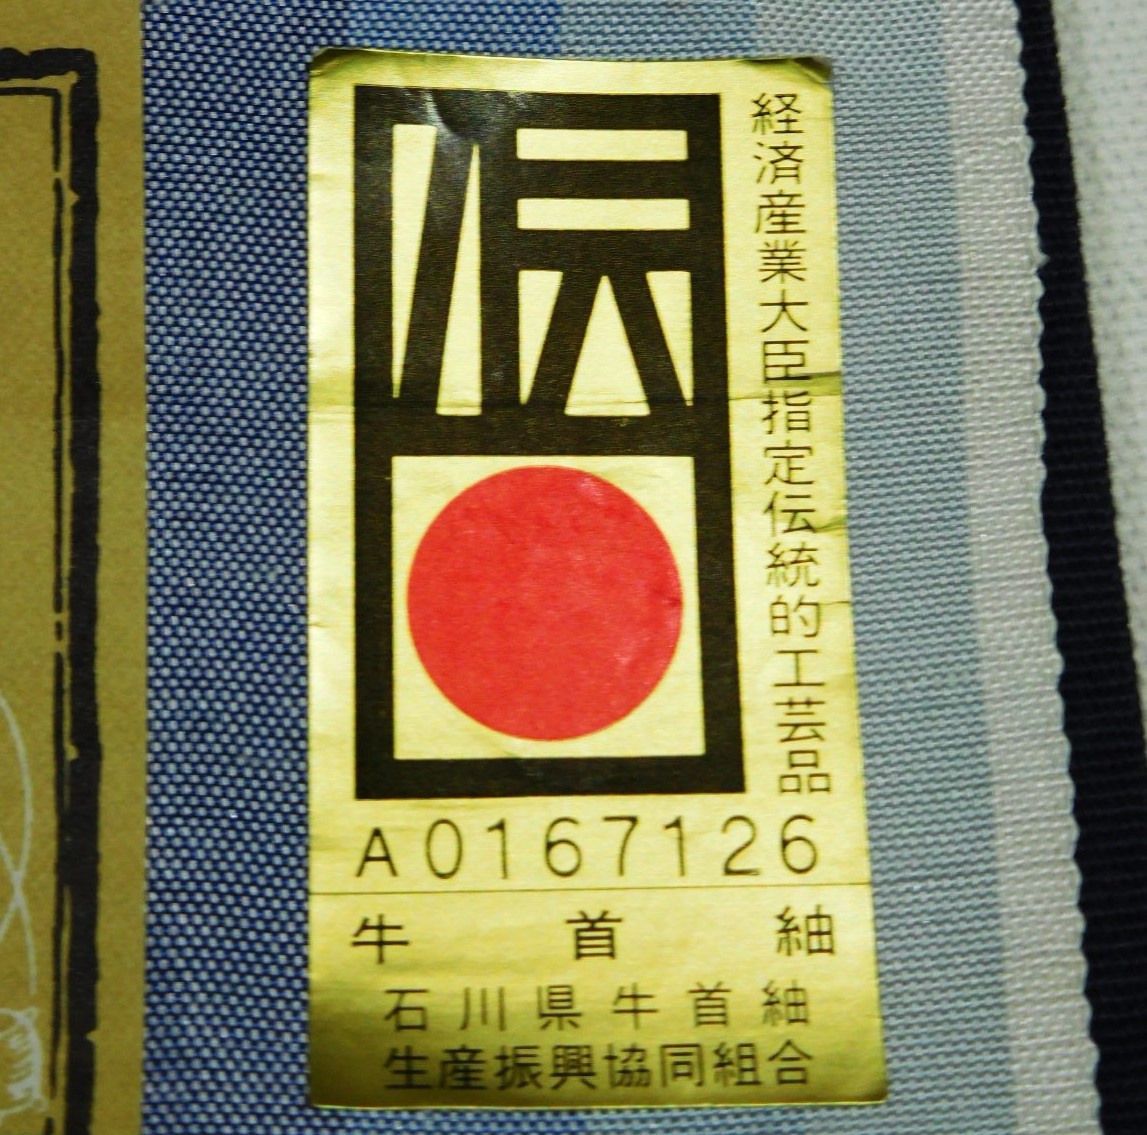 経済産業大臣指定伝統的工芸品
伝
A0167126
牛首紬
石川県牛首紬
生産振興協同組合